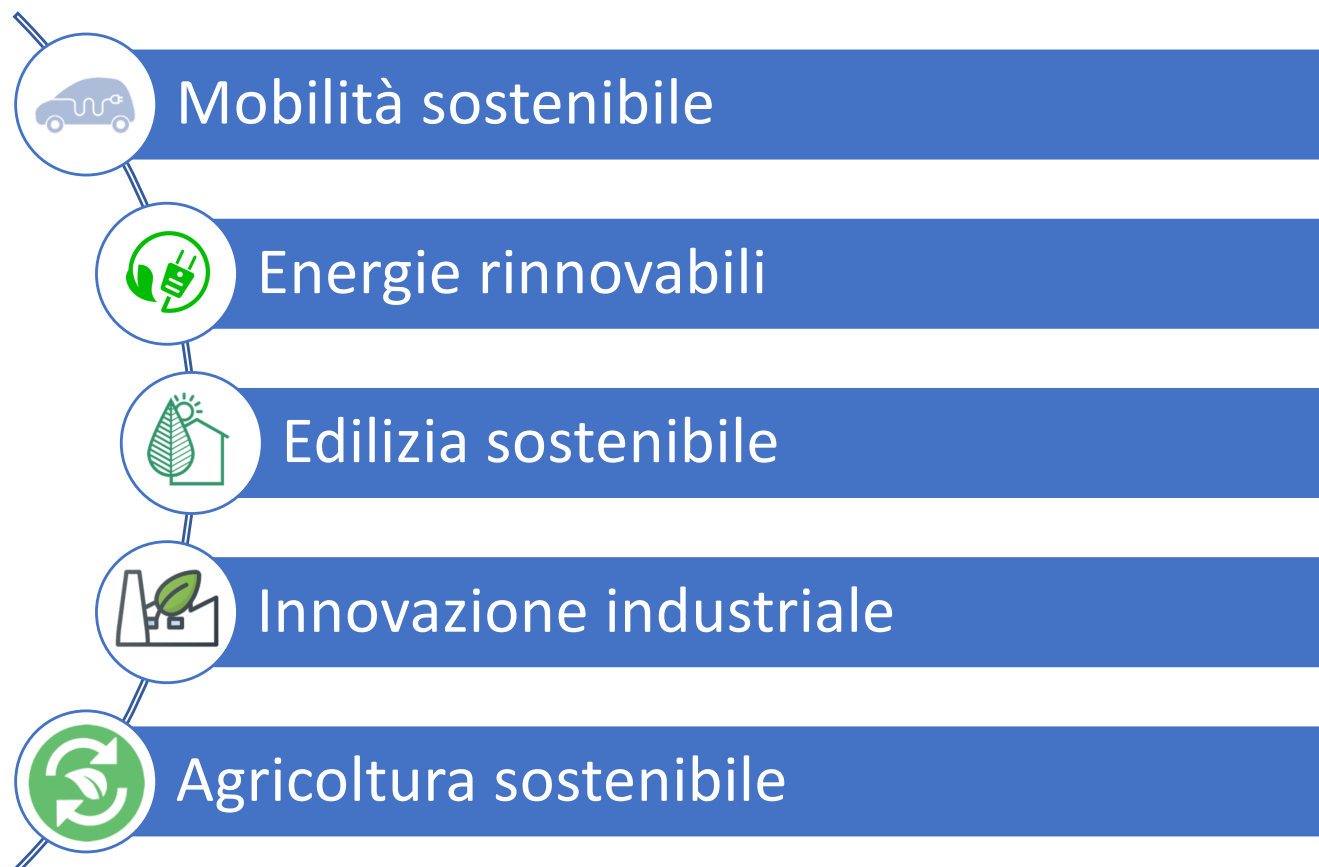 Mobilità sostenibile
Energie rinnovabili
Edilizia sostenibile
Innovazione industriale
Agricoltura sostenibile